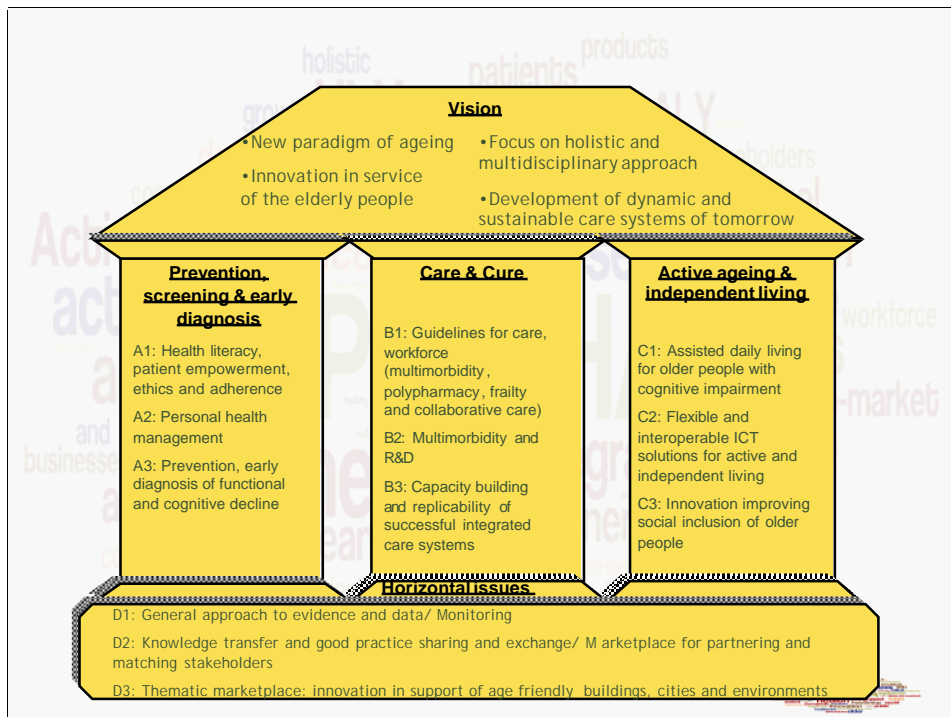 holistic
products
patients
Vision
•New paradigm of ageing
•Innovation in service
of the elderly people
•Focus on holistic and
multidisciplinary approach
•Development of dynamic and
sustainable care systems of tomorrow
Prevention,
screening & early
diagnosis
A1: Health literacy,
patient empowerment,
ethics and adherence
A2: Personal health
management
A3: Prevention, early
diagnosis of functional
and cognitive decline
Care & Cure
B1: Guidelines for care,
workforce
(multimorbidity,
polypharmacy, frailty
and collaborative care)
B2: Multimorbidity and
R&D
B3: Capacity building
and replicability of
successful integrated
care systems
Active ageing &
independent living
C1: Assisted daily living
for older people with
cognitive impairment
C2: Flexible and
interoperable ICT
solutions for active and
independent living
C3: Innovation improving
social inclusion of older
people
workforce
and
Horizontal issues
D1: General approach to evidence and data/ Monitoring
D2: Knowledge transfer and good practice sharing and exchange/ M arketplace for partnering and
matching stakeholders
D3: Thematic marketplace: innovation in support of age friendly buildings, cities and environments